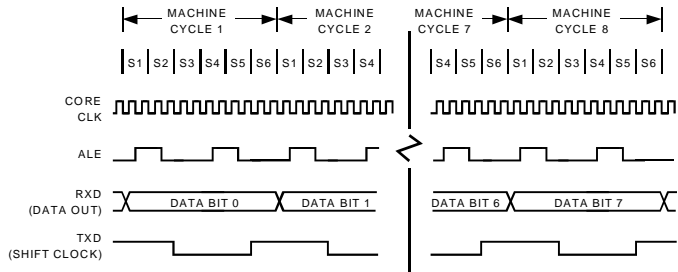 MACHINE CYCLE 1
MACHINE CYCLE 2
MACHINE CYCLE 7
MACHINE CYCLE 8
S1 S2 S3 S4 S5 S6 S1 S2 S3 S4
S4 S5 S6 S1 S2 S3 S4 S5 S6
CORE
CLK
ALE
RXD
(DATA OUT)
DATA BIT 0
DATA BIT 1
DATA BIT 6
DATA BIT 7
TXD
(SHIFT CLOCK)